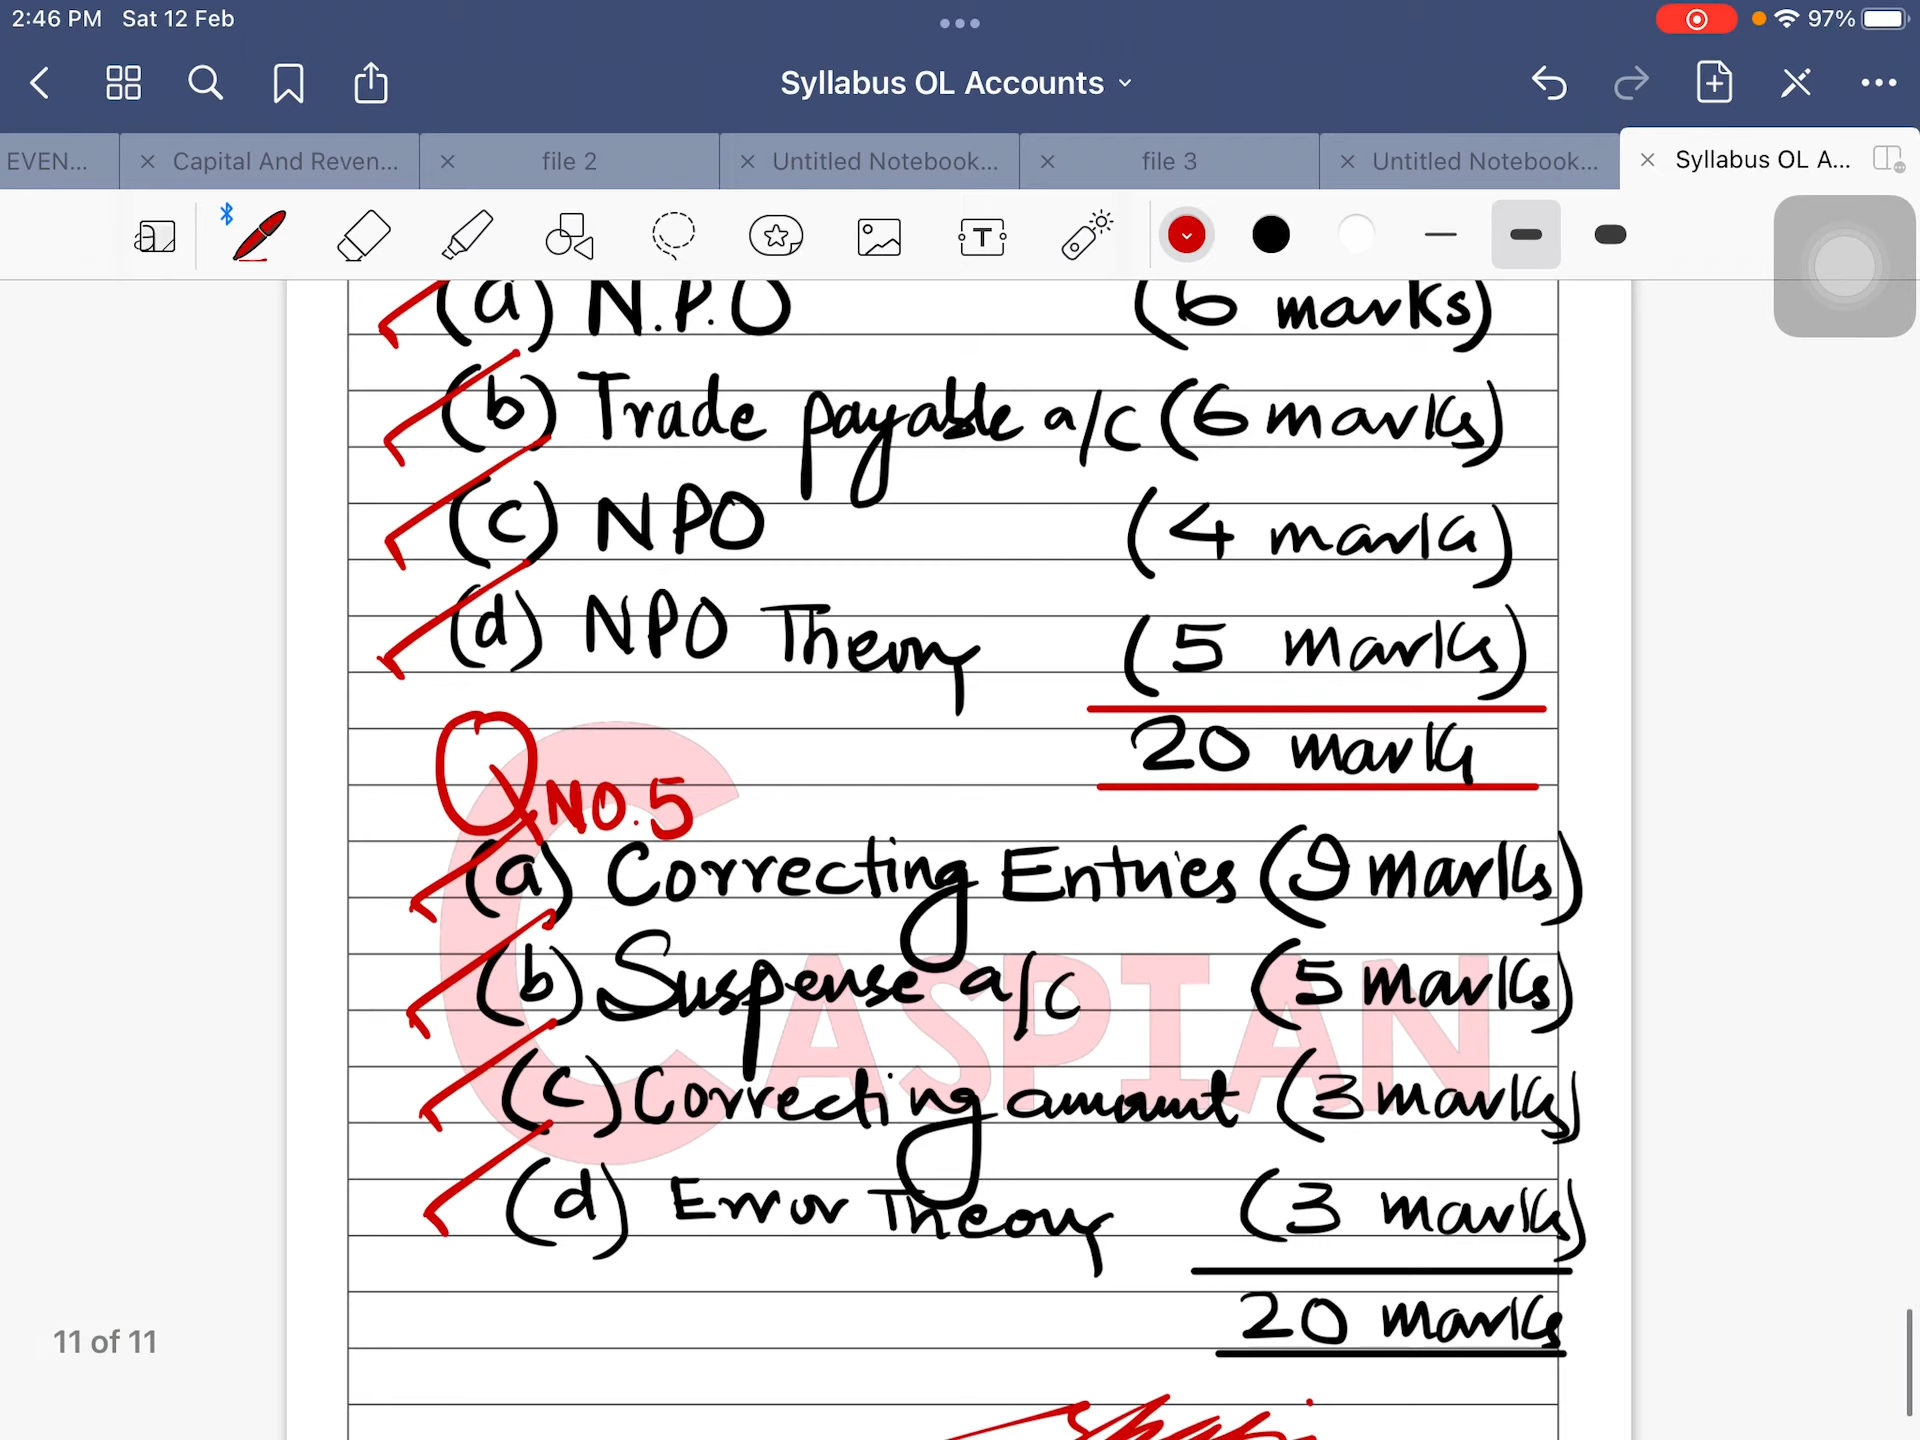 2:46 PM Sat 12 Feb
97%
Syllabus OL Accounts
EVEN...
Capital And Reven...
file 2
Untitled Notebook...
file 3
Untitled Notebook...
Syllabus OL A...
(a) N.P.O (6 marks)
(b) Trade payable a/c (6 marks)
(c) NPO (4 marks)
(d) NPO Theory (5 marks)
20 marks
Q NO.5
(a) Correcting Entries (9 marks)
(b) Suspense a/c (5 marks)
(c) Correcting amount (3 marks)
(d) Error Theory (3 marks)
20 marks
CASPIAN
11 of 11